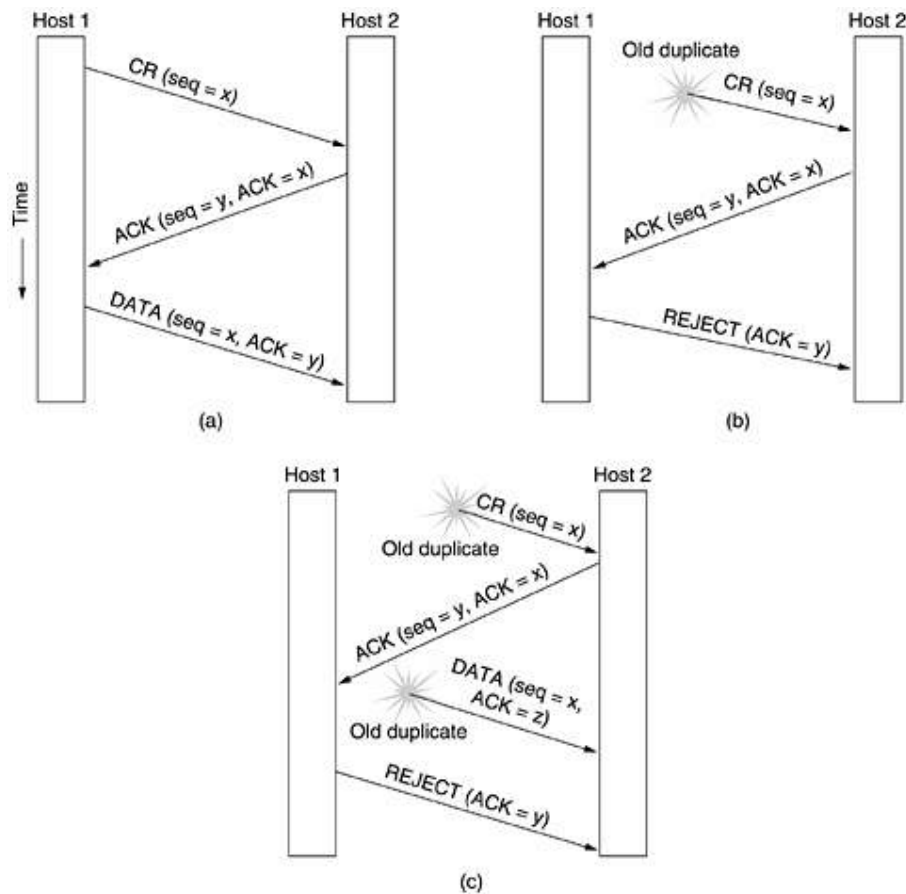 Host 1
Host 2
CR (seq = x)
ACK (seq = y, ACK = x)
DATA (seq = x, ACK = y)
Time
(a)
Host 1
Host 2
Old duplicate
CR (seq = x)
ACK (seq = y, ACK = x)
REJECT (ACK = y)
(b)
Host 1
Host 2
CR (seq = x)
Old duplicate
ACK (seq = y, ACK = x)
DATA (seq = x,
ACK = z)
Old duplicate
REJECT (ACK = y)
(c)